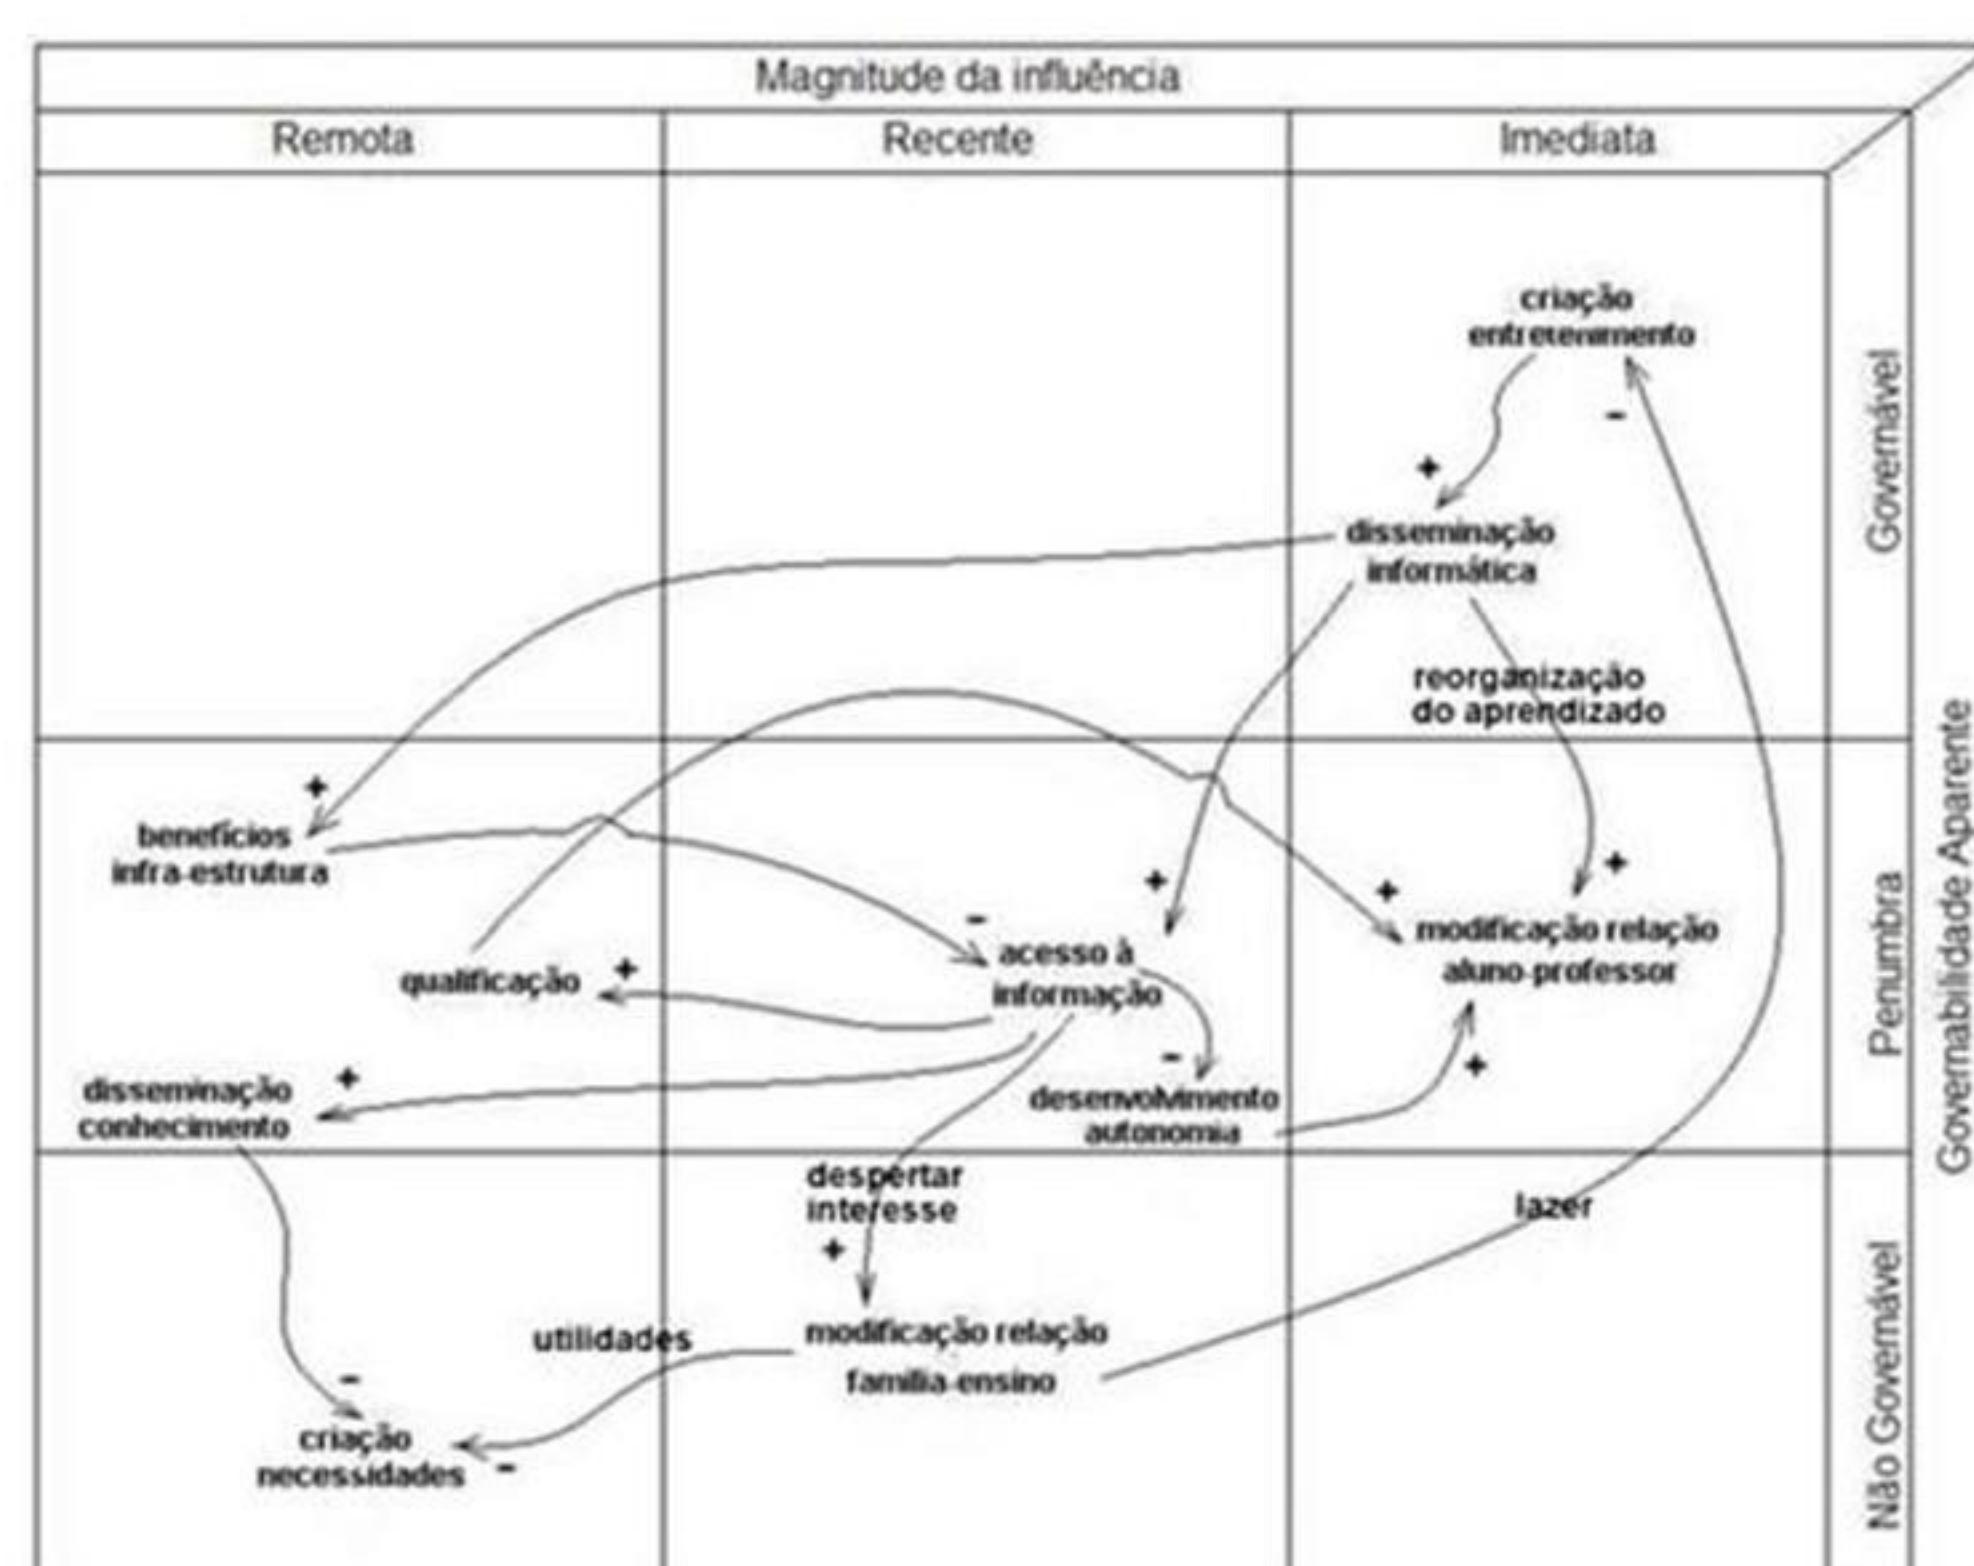 Magnitude da influência
Remota
Recente
Imediata
criação
entretenimento
-
Governável
+
disseminação
informática
reorganização
do aprendizado
Governabilidade Aparente
+
benefícios
infra-estrutura
+
-
+
+
modificação relação
aluno-professor
acesso à
informação
qualificação
+
Penumbra
-
+
disseminação
conhecimento
+
desenvolvimento
autonomia
despertar
interesse
+
lazer
Não Governável
utilidades
modificação relação
familia-ensino
-
criação
necessidades
-